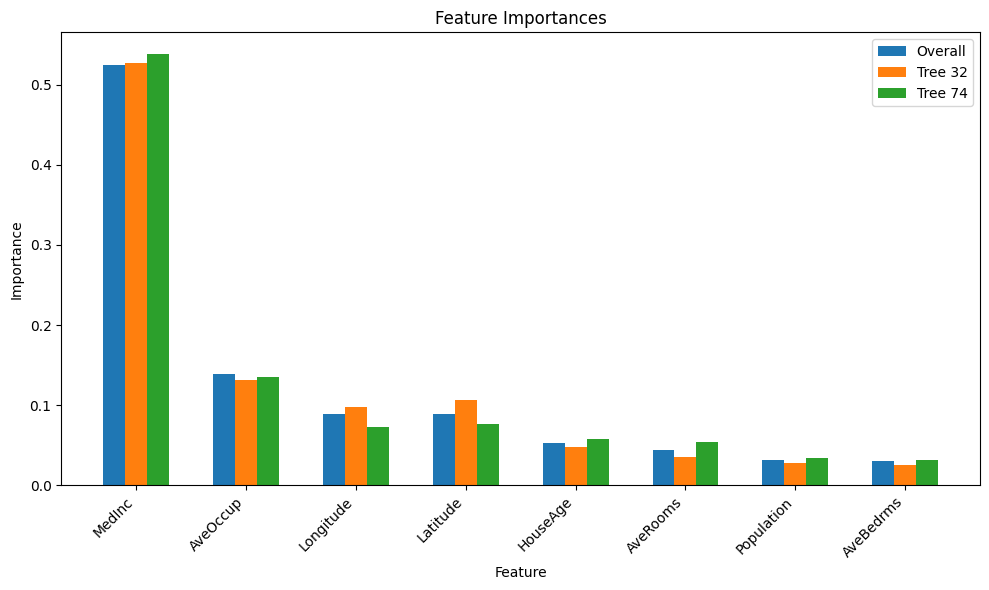 Feature Importances
Overall
Tree 32
Tree 74
Importance
0.5
0.4
0.3
0.2
0.1
0.0
MedInc
AveOccup
Longitude
Latitude
HouseAge
AveRooms
Population
AveBedrms
Feature